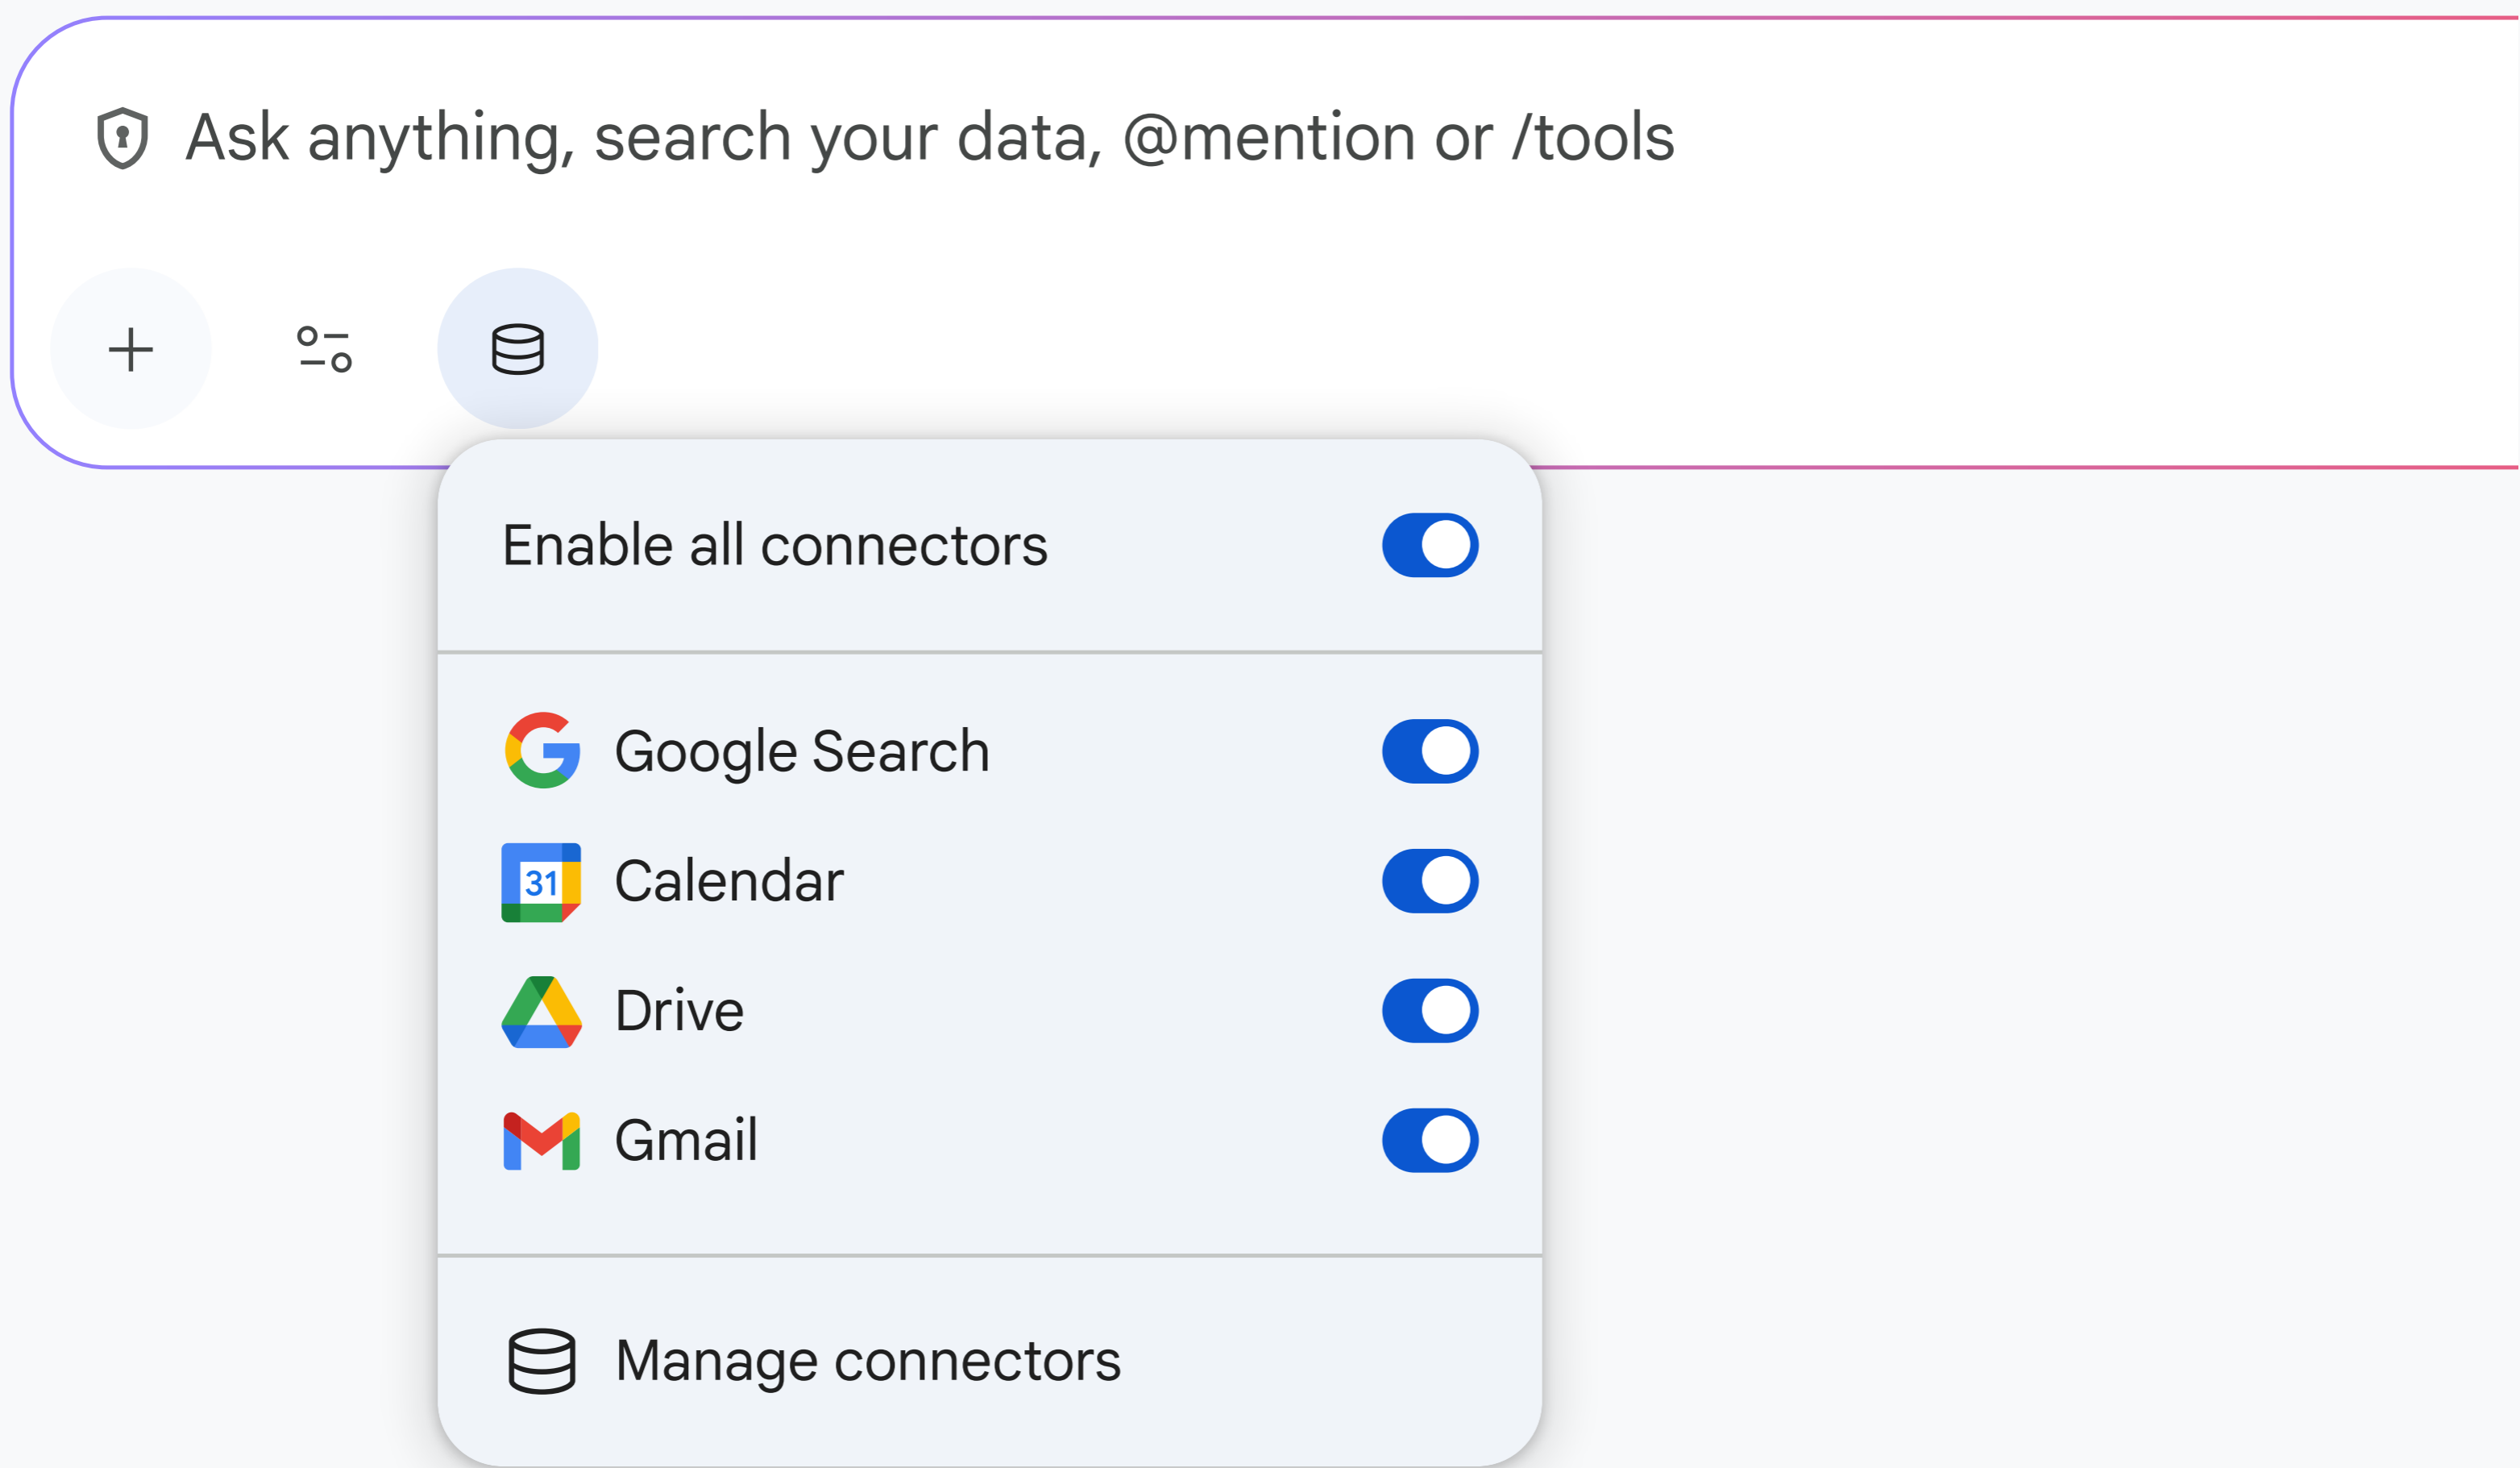 Ask anything, search your data, @mention or /tools
Enable all connectors
Google Search
31
Calendar
Drive
Gmail
Manage connectors